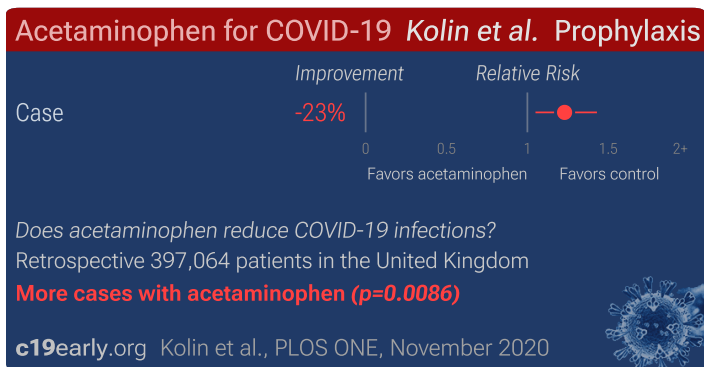 Acetaminophen for COVID-19 Kolin et al. Prophylaxis
Improvement Relative Risk
Case -23%
0 0.5 1 1.5 2+
Favors acetaminophen Favors control
Does acetaminophen reduce COVID-19 infections?
Retrospective 397,064 patients in the United Kingdom
More cases with acetaminophen (p=0.0086)
c19early.org Kolin et al., PLOS ONE, November 2020